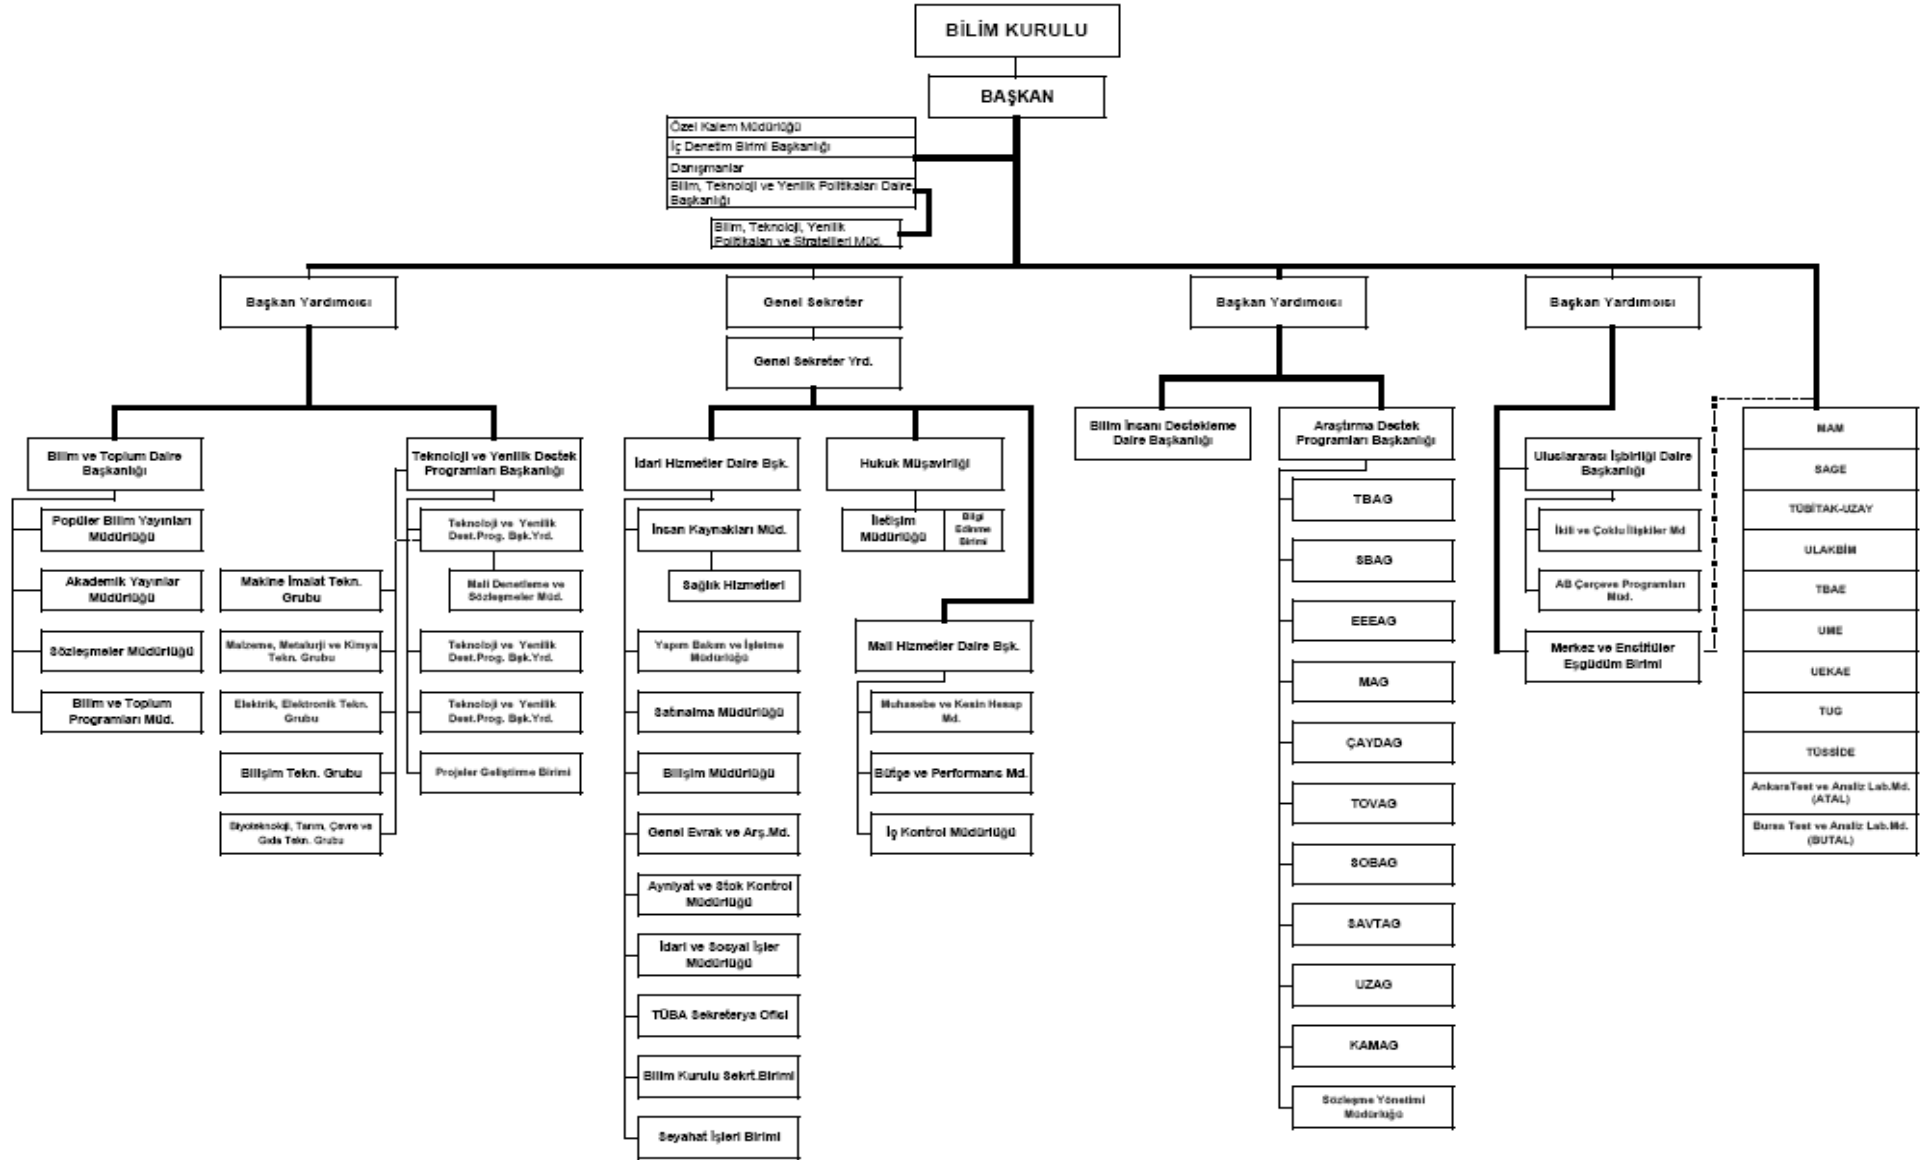 BİLİM KURULU
BAŞKAN
Özel Kalem Müdürlüğü
İç Denetim Birimi Başkanlığı
Danışmanlar
Bilim, Teknoloji ve Yenilik Politikaları Daire
Başkanlığı
Bilim, Teknoloji, Yenilik
Politikaları ve Stratejileri Müd.
Başkan Yardımcısı
Genel Sekreter
Başkan Yardımcısı
Başkan Yardımcısı
Genel Sekreter Yrd.
Bilim ve Toplum Daire
Başkanlığı
Popüler Bilim Yayınları
Müdürlüğü
Akademik Yayınlar
Müdürlüğü
Sözleşmeler Müdürlüğü
Bilim ve Toplum
Programları Müd.
Teknoloji ve Yenilik Destek
Programları Başkanlığı
Teknoloji ve Yenilik
Dest.Prog. Bşk.Yrd.
Mali Denetleme ve
Sözleşmeler Müd.
Teknoloji ve Yenilik
Dest.Prog. Bşk.Yrd.
Teknoloji ve Yenilik
Dest.Prog. Bşk.Yrd.
Projeler Geliştirme Birimi
Makine İmalat Tekn.
Grubu
Malzeme, Metalurji ve Kimya
Tekn. Grubu
Elektrik, Elektronik Tekn.
Grubu
Bilişim Tekn. Grubu
Biyoteknoloji, Tarım, Çevre ve
Gıda Tekn. Grubu
İdari Hizmetler Daire Bşk.
İnsan Kaynakları Müd.
Sağlık Hizmetleri
Yapım Bakım ve İşletme
Müdürlüğü
Satınalma Müdürlüğü
Bilişim Müdürlüğü
Genel Evrak ve Arş.Md.
Ayniyat ve Stok Kontrol
Müdürlüğü
İdari ve Sosyal İşler
Müdürlüğü
TÜBA Sekreterya Ofisi
Bilim Kurulu Sekrt.Birimi
Seyahat İşleri Birimi
Hukuk Müşavirliği
İletişim
Müdürlüğü
Bilgi
Edinme
Birimi
Mali Hizmetler Daire Bşk.
Muhasebe ve Kesin Hesap
Md.
Bütçe ve Performans Md.
İç Kontrol Müdürlüğü
Bilim İnsanı Destekleme
Daire Başkanlığı
Araştırma Destek
Programları Başkanlığı
TBAG
SBAG
EEEAG
MAG
ÇAYDAG
TOVAG
SOBAG
SAVTAG
UZAG
KAMAG
Sözleşme Yönetimi
Müdürlüğü
Uluslararası İşbirliği Daire
Başkanlığı
İkili ve Çoklu İlişkiler Md
AB Çerçeve Programları
Müd.
Merkez ve Enstitüler
Eşgüdüm Birimi
MAM
SAGE
TÜBİTAK-UZAY
ULAKBİM
TBAE
UME
UEKAE
TUG
TÜSSİDE
AnkaraTest ve Analiz Lab.Md.
(ATAL)
Bursa Test ve Analiz Lab.Md.
(BUTAL)